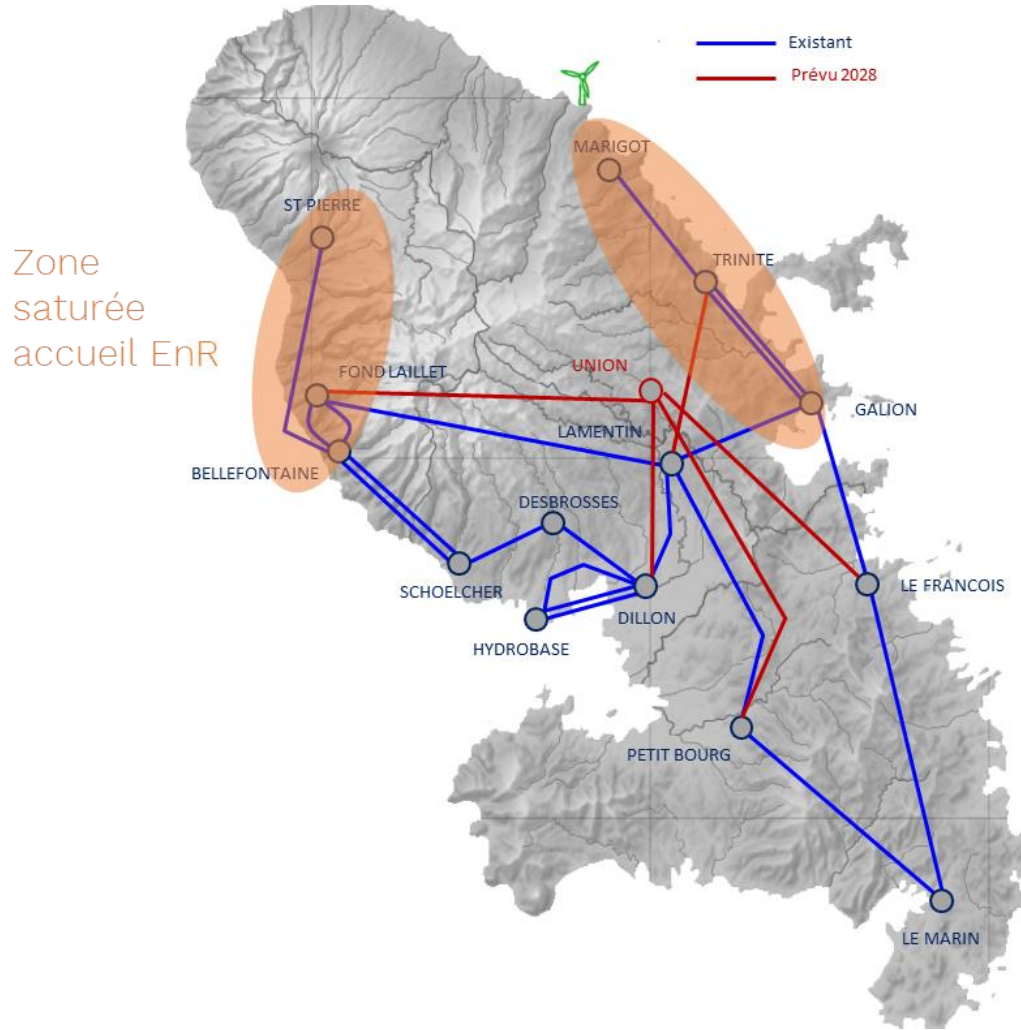 Existant
Prévu 2028
MARIGOT
ST PIERRE
TRINITE
Zone
saturée
accueil EnR
FOND LAILLET
UNION
GALION
LAMENTIN
BELLEFONTAINE
DESBROSSES
SCHOELCHER
DILLON
LE FRANCOIS
HYDROBASE
PETIT BOURG
LE MARIN